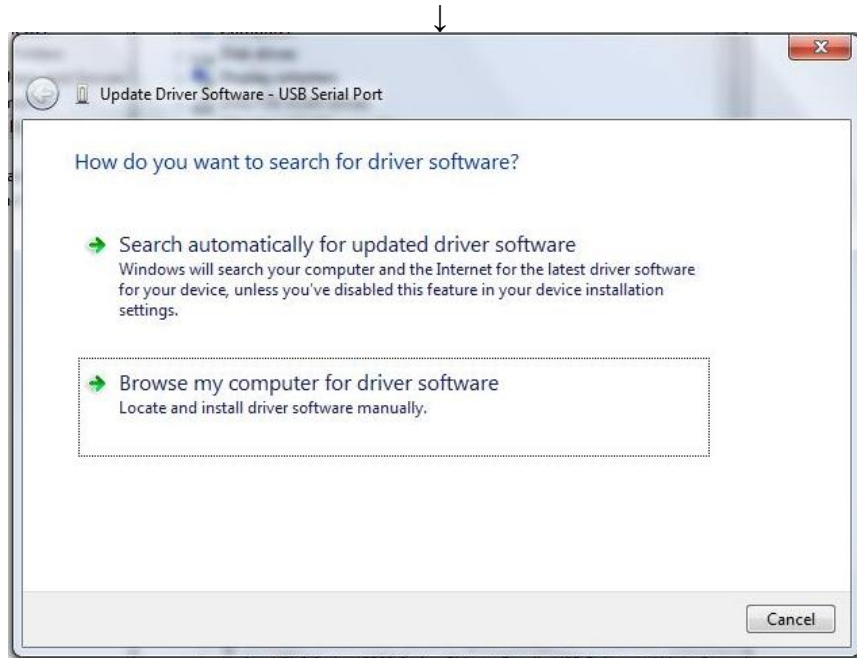 ↓
Update Driver Software - USB Serial Port
How do you want to search for driver software?
Search automatically for updated driver software
Windows will search your computer and the Internet for the latest driver software
for your device, unless you've disabled this feature in your device installation
settings.
Browse my computer for driver software
Locate and install driver software manually.
Cancel